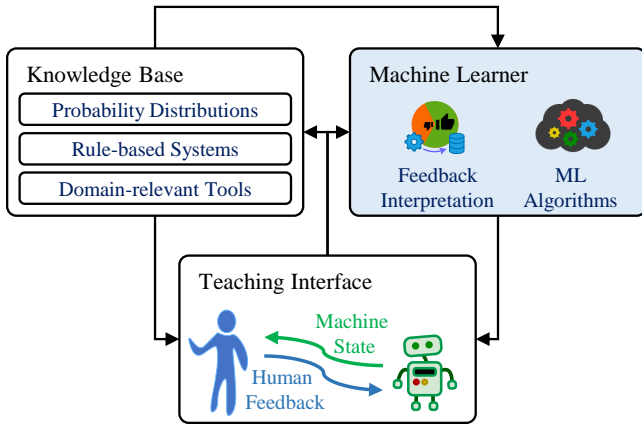 Knowledge Base
Probability Distributions
Rule-based Systems
Domain-relevant Tools
Machine Learner
Feedback
Interpretation
ML
Algorithms
Teaching Interface
Machine
State
Human
Feedback